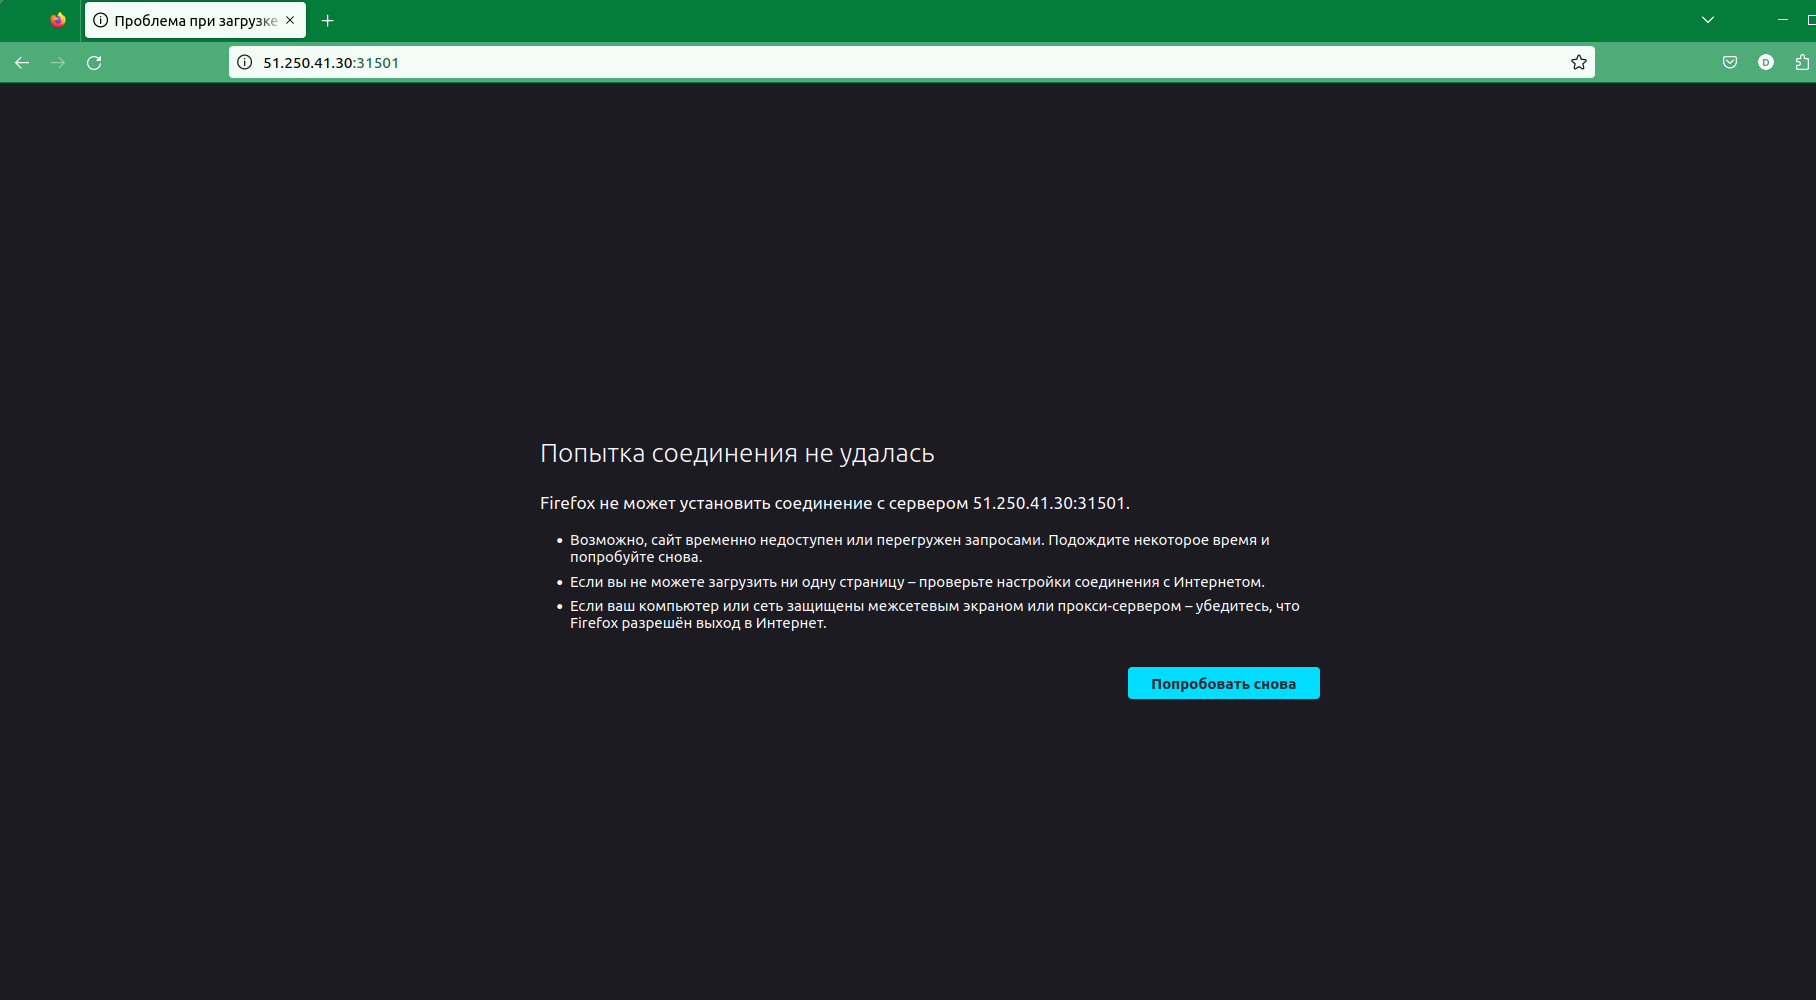 Проблема при загрузке
51.250.41.30:31501
D
Попытка соединения не удалась
Firefox не может установить соединение с сервером 51.250.41.30:31501.
• Возможно, сайт временно недоступен или перегружен запросами. Подождите некоторое время и
попробуйте снова.
• Если вы не можете загрузить ни одну страницу – проверьте настройки соединения с Интернетом.
• Если ваш компьютер или сеть защищены межсетевым экраном или прокси-сервером – убедитесь, что
Firefox разрешён выход в Интернет.
Попробовать снова